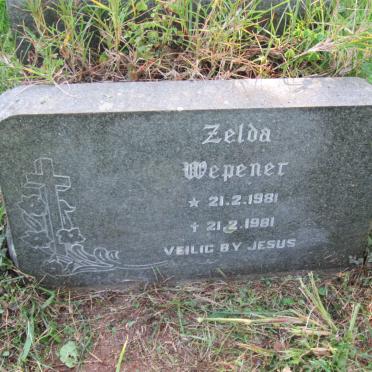 Zelda
Wepener
* 21.2.1981
† 21.2.1981
VEILIG BY JESUS